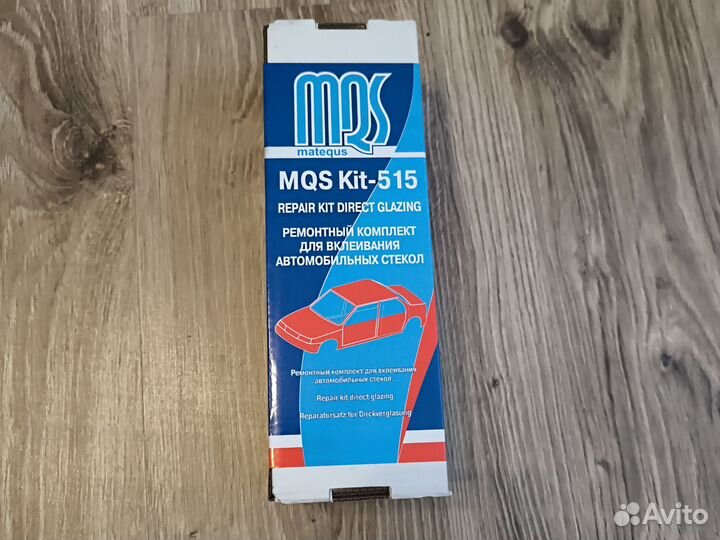 MQS
matequs
MQS Kit-515
REPAIR KIT DIRECT GLAZING
РЕМОНТНЫЙ КОМПЛЕКТ
ДЛЯ ВКЛЕИВАНИЯ
АВТОМОБИЛЬНЫХ СТЕКОЛ
Ремонтный комплект для вклеивания
автомобильных стекол.
Repair kit direct glazing
Reparatursatz für Dirckverglasung
Avito